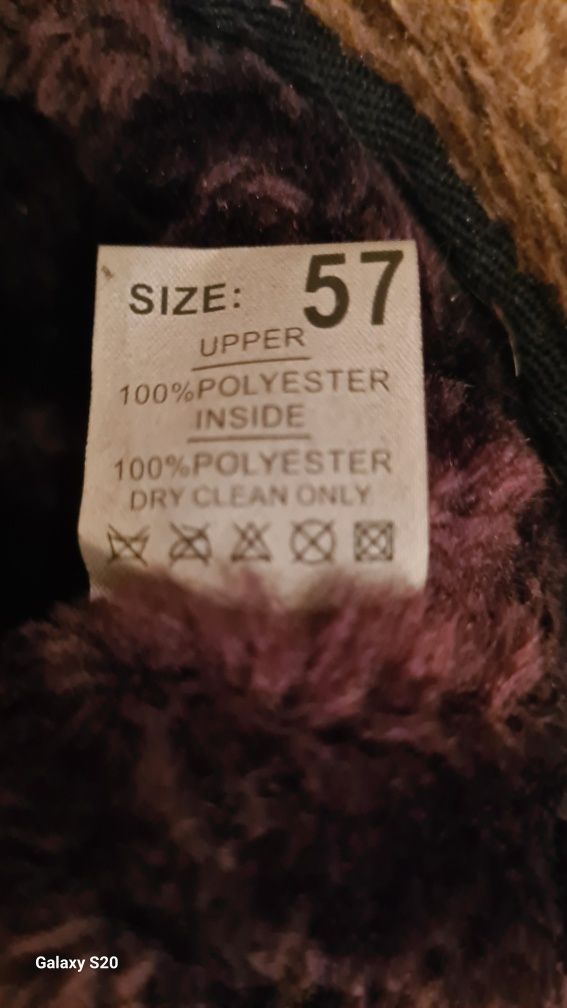 SIZE: 57
UPPER
100%POLYESTER
INSIDE
100%POLYESTER
DRY CLEAN ONLY
Galaxy S20